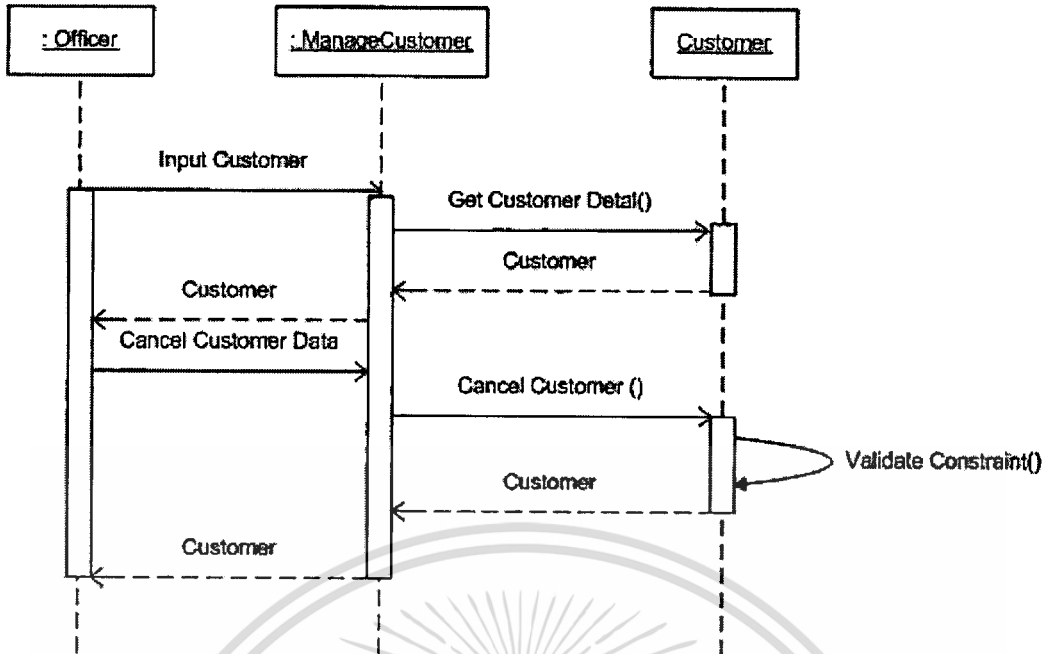 : Officer
: ManageCustomer
Customer
Input Customer
Get Customer Detal()
Customer
Customer
Cancel Customer Data
Cancel Customer ()
Validate Constraint()
Customer
Customer